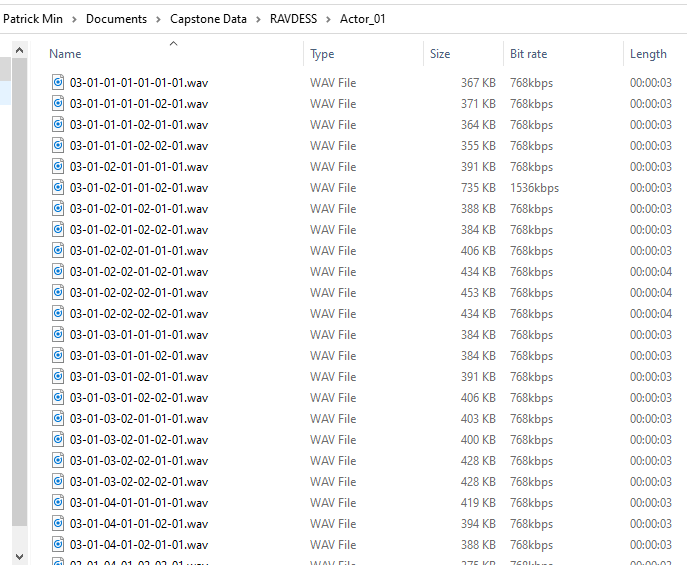 Patrick Min > Documents > Capstone Data > RAVDESS > Actor_01
Name Type Size Bit rate Length
03-01-01-01-01-01-01.wav WAV File 367 KB 768kbps 00:00:03
03-01-01-01-01-02-01.wav WAV File 371 KB 768kbps 00:00:03
03-01-01-01-02-01-01.wav WAV File 364 KB 768kbps 00:00:03
03-01-01-01-02-02-01.wav WAV File 355 KB 768kbps 00:00:03
03-01-02-01-01-01-01.wav WAV File 391 KB 768kbps 00:00:03
03-01-02-01-01-02-01.wav WAV File 735 KB 1536kbps 00:00:03
03-01-02-01-02-01-01.wav WAV File 388 KB 768kbps 00:00:03
03-01-02-01-02-02-01.wav WAV File 384 KB 768kbps 00:00:03
03-01-02-02-01-01-01.wav WAV File 406 KB 768kbps 00:00:03
03-01-02-02-01-02-01.wav WAV File 434 KB 768kbps 00:00:04
03-01-02-02-02-01-01.wav WAV File 453 KB 768kbps 00:00:04
03-01-02-02-02-02-01.wav WAV File 434 KB 768kbps 00:00:04
03-01-03-01-01-01-01.wav WAV File 384 KB 768kbps 00:00:03
03-01-03-01-01-02-01.wav WAV File 384 KB 768kbps 00:00:03
03-01-03-01-02-01-01.wav WAV File 391 KB 768kbps 00:00:03
03-01-03-01-02-02-01.wav WAV File 406 KB 768kbps 00:00:03
03-01-03-02-01-01-01.wav WAV File 403 KB 768kbps 00:00:03
03-01-03-02-01-02-01.wav WAV File 400 KB 768kbps 00:00:03
03-01-03-02-02-01-01.wav WAV File 428 KB 768kbps 00:00:03
03-01-03-02-02-02-01.wav WAV File 428 KB 768kbps 00:00:03
03-01-04-01-01-01-01.wav WAV File 419 KB 768kbps 00:00:03
03-01-04-01-01-02-01.wav WAV File 394 KB 768kbps 00:00:03
03-01-04-01-02-01-01.wav WAV File 388 KB 768kbps 00:00:03
03-01-04-01-02-02-01.wav WAV File 375 KB 768kbps 00:00:03